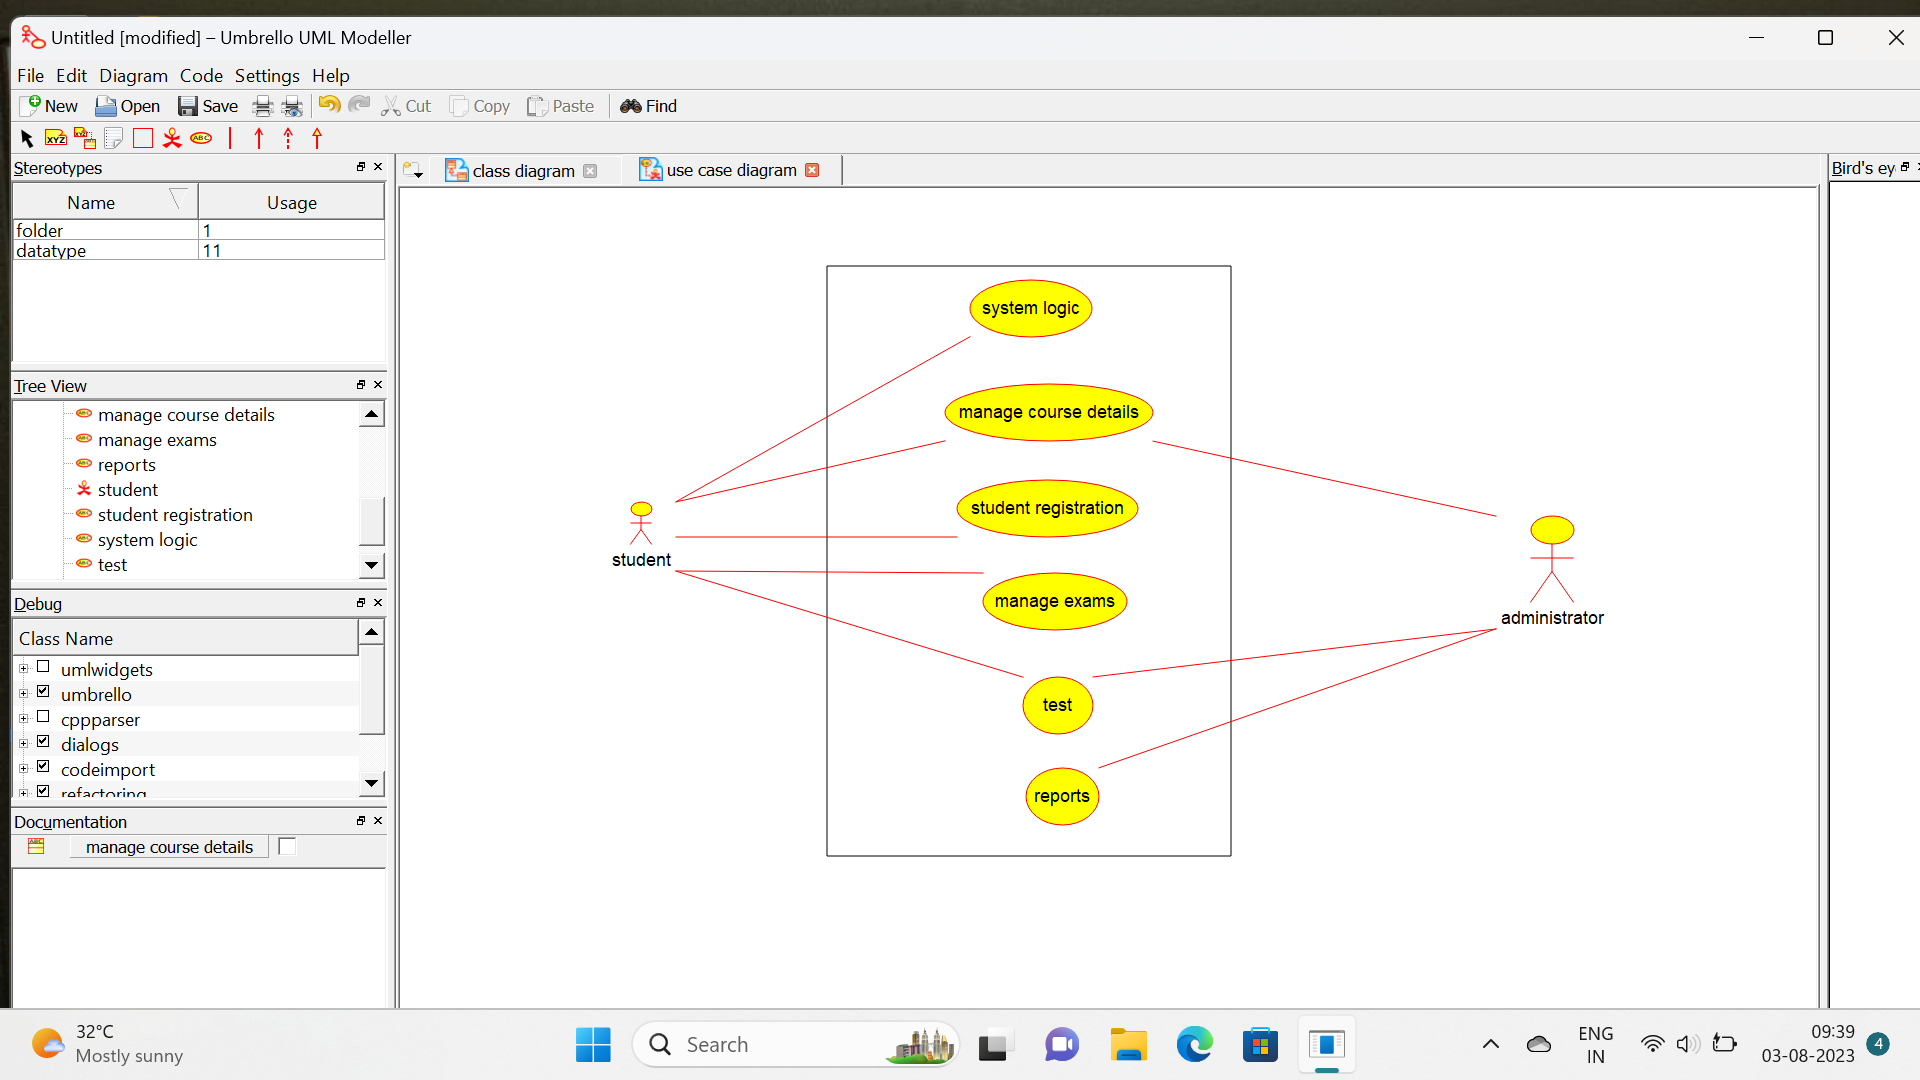 Untitled [modified] – Umbrello UML Modeller
File Edit Diagram Code Settings Help
New Open Save Cut Copy Paste Find
XYZ XYZ ABC
Stereotypes
Name Usage
folder 1
datatype 11
Tree View
manage course details
manage exams
reports
student
student registration
system logic
test
Debug
Class Name
umlwidgets
umbrello
cppparser
dialogs
codeimport
refactoring
Documentation
manage course details
class diagram use case diagram
system logic
manage course details
student registration
student
manage exams
administrator
test
reports
Bird's ey
32°C
Mostly sunny
Search
ENG
IN
09:39
03-08-2023
4